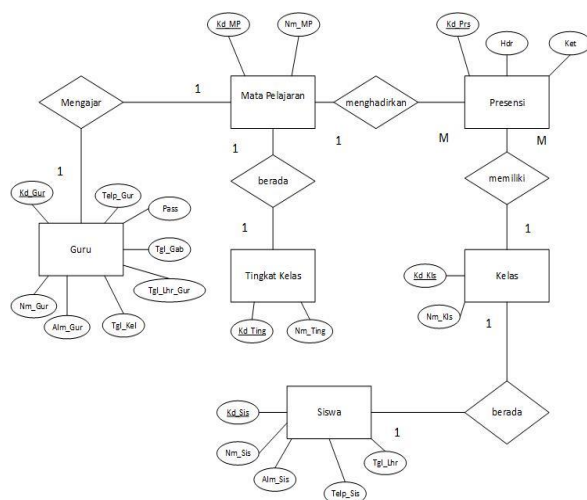 Kd_MP
Nm_MP
Kd_Prs
Hdr
Ket
Mengajar
1
Mata Pelajaran
1
menghadirkan
M
Presensi
M
1
1
berada
1
memiliki
1
Kd_Gur
Telp_Gur
Pass
Guru
Tgl_Gab
Tgl_Lhr_Gur
Nm_Gur
Alm_Gur
Tgl_Kel
Tingkat Kelas
Kd_Ting
Nm_Ting
Kd_Kls
Kelas
Nm_Kls
1
Kd_Sis
Siswa
1
berada
Nm_Sis
Alm_Sis
Telp_Sis
Tgl_Lhr